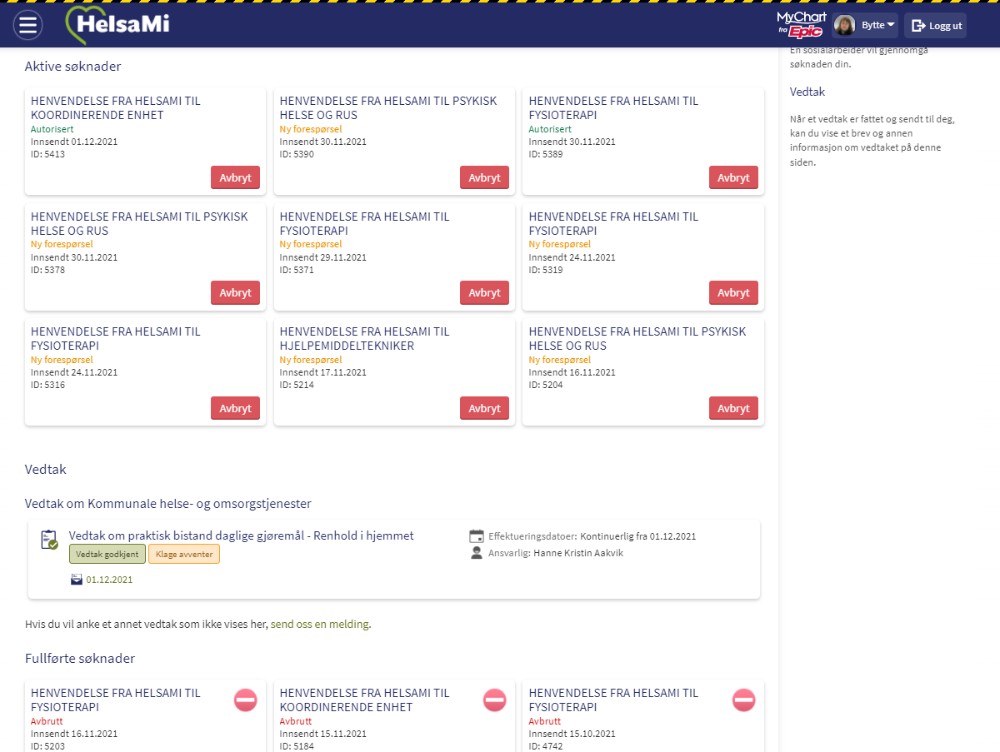 HelsaMi
MyChart
fra Epic
Bytte
Logg ut
Aktive søknader
HENVENDELSE FRA HELSAMI TIL
KOORDINERENDE ENHET
Autorisert
Innsendt 01.12.2021
ID: 5413
Avbryt
HENVENDELSE FRA HELSAMI TIL PSYKISK
HELSE OG RUS
Ny forespørsel
Innsendt 30.11.2021
ID: 5390
Avbryt
HENVENDELSE FRA HELSAMI TIL
FYSIOTERAPI
Autorisert
Innsendt 30.11.2021
ID: 5389
Avbryt
HENVENDELSE FRA HELSAMI TIL PSYKISK
HELSE OG RUS
Ny forespørsel
Innsendt 30.11.2021
ID: 5378
Avbryt
HENVENDELSE FRA HELSAMI TIL
FYSIOTERAPI
Ny forespørsel
Innsendt 29.11.2021
ID: 5371
Avbryt
HENVENDELSE FRA HELSAMI TIL
FYSIOTERAPI
Ny forespørsel
Innsendt 24.11.2021
ID: 5319
Avbryt
HENVENDELSE FRA HELSAMI TIL
FYSIOTERAPI
Ny forespørsel
Innsendt 24.11.2021
ID: 5316
Avbryt
HENVENDELSE FRA HELSAMI TIL
HJELPEMIDDELTEKNIKER
Ny forespørsel
Innsendt 17.11.2021
ID: 5214
Avbryt
HENVENDELSE FRA HELSAMI TIL PSYKISK
HELSE OG RUS
Ny forespørsel
Innsendt 16.11.2021
ID: 5204
Avbryt
Vedtak
Vedtak om Kommunale helse- og omsorgstjenester
Vedtak om praktisk bistand daglige gjøremål - Renhold i hjemmet
Vedtak godkjent
Klage avventer
01.12.2021
Effektueringsdatoer: Kontinuerlig fra 01.12.2021
Ansvarlig: Hanne Kristin Aakvik
Hvis du vil anke et annet vedtak som ikke vises her, send oss en melding.
Fullførte søknader
HENVENDELSE FRA HELSAMI TIL
FYSIOTERAPI
Avbrutt
Innsendt 16.11.2021
ID: 5203
HENVENDELSE FRA HELSAMI TIL
KOORDINERENDE ENHET
Avbrutt
Innsendt 15.11.2021
ID: 5184
HENVENDELSE FRA HELSAMI TIL
FYSIOTERAPI
Avbrutt
Innsendt 15.10.2021
ID: 4742
En sosialarbeider vil gjennomgå
søknaden din.
Vedtak
Når et vedtak er fattet og sendt til deg,
kan du vise et brev og annen
informasjon om vedtaket på denne
siden.